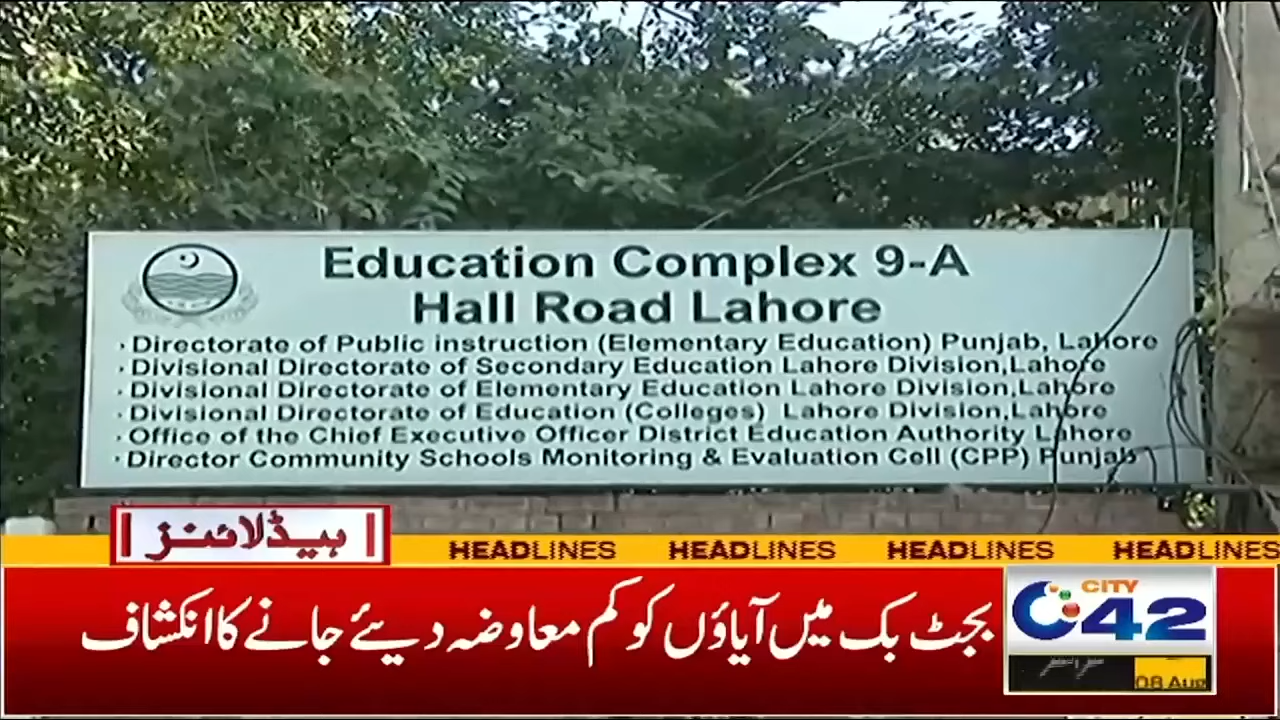 Education Complex 9-A
Hall Road Lahore
· Directorate of Public instruction (Elementary Education) Punjab, Lahore
· Divisional Directorate of Secondary Education Lahore Division,Lahore
· Divisional Directorate of Elementary Education Lahore Division,Lahore
· Divisional Directorate of Education (Colleges) Lahore Division,Lahore
· Office of the Chief Executive Officer District Education Authority Lahore
· Director Community Schools Monitoring & Evaluation Cell (CPP) Punjab
ہیڈلائنز
HEADLINES HEADLINES HEADLINES HEADLINES
بجٹ بک میں آیاؤں کو کم معاوضہ دیئے جانے کا انکشاف
CITY
42
08 Aug